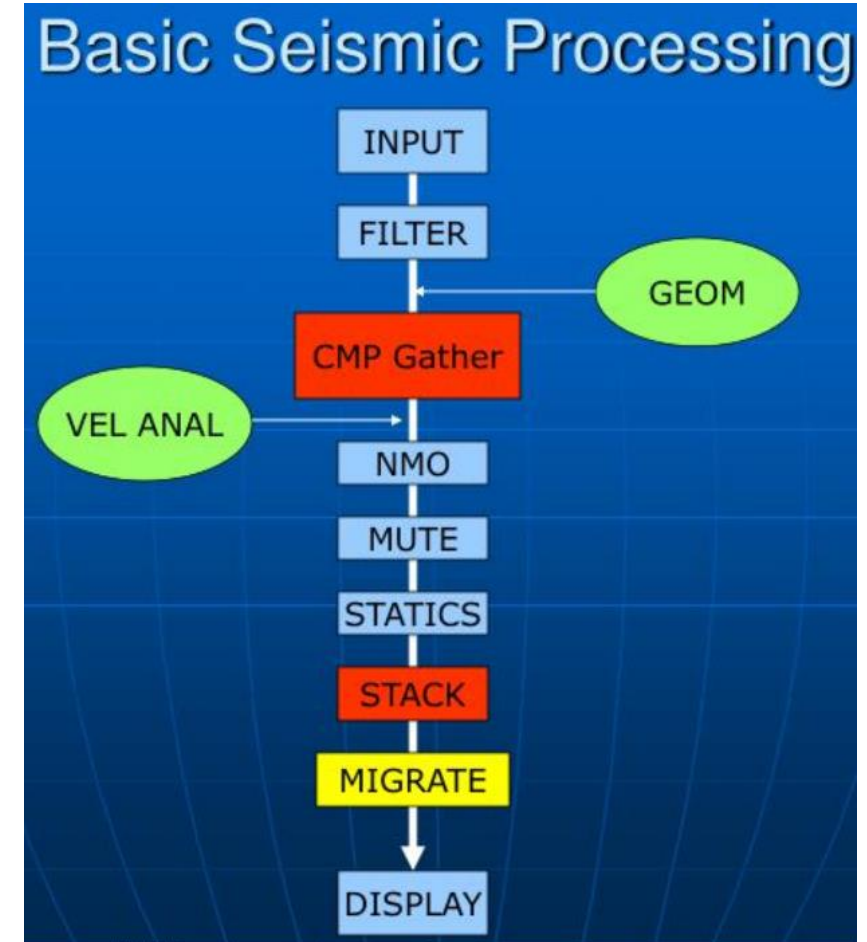 Basic Seismic Processing
INPUT
FILTER
GEOM
CMP Gather
VEL ANAL
NMO
MUTE
STATICS
STACK
MIGRATE
DISPLAY